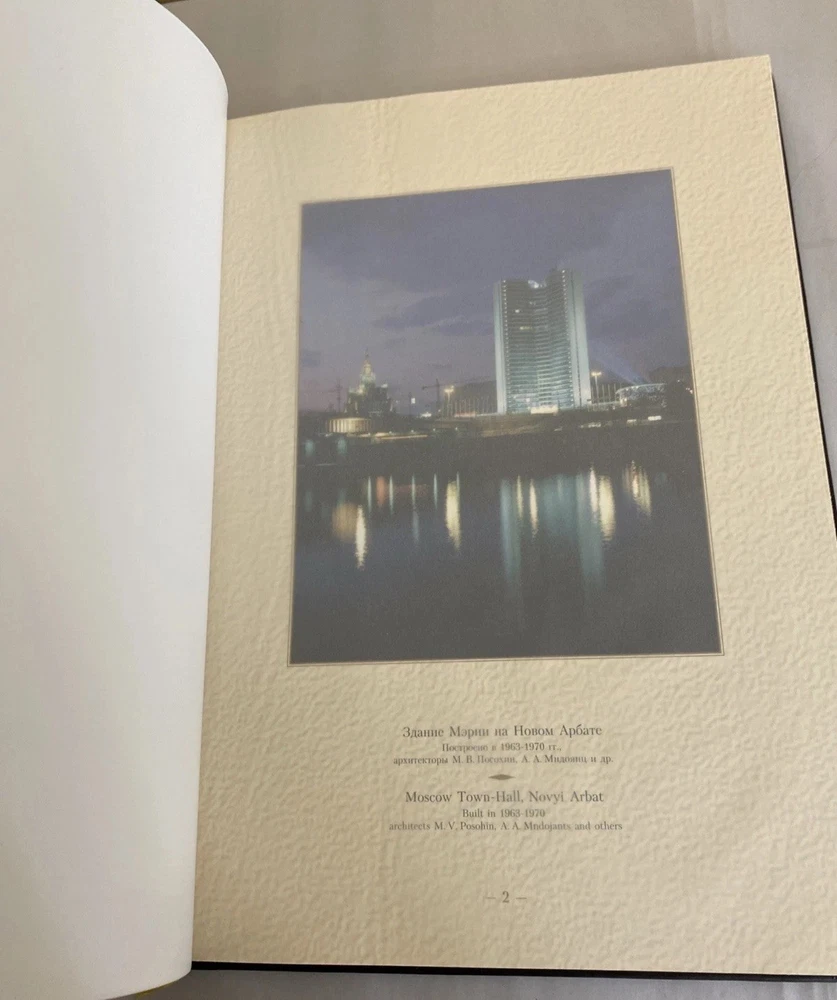 Здание Мэрии на Новом Арбате
Построено в 1963-1970 гг.,
архитекторы М. В. Посохин, А. А. Мндоянц и др.
Moscow Town-Hall, Novyi Arbat
Built in 1963-1970
architects M. V. Posohin, A. A. Mndojants and others
— 2 —